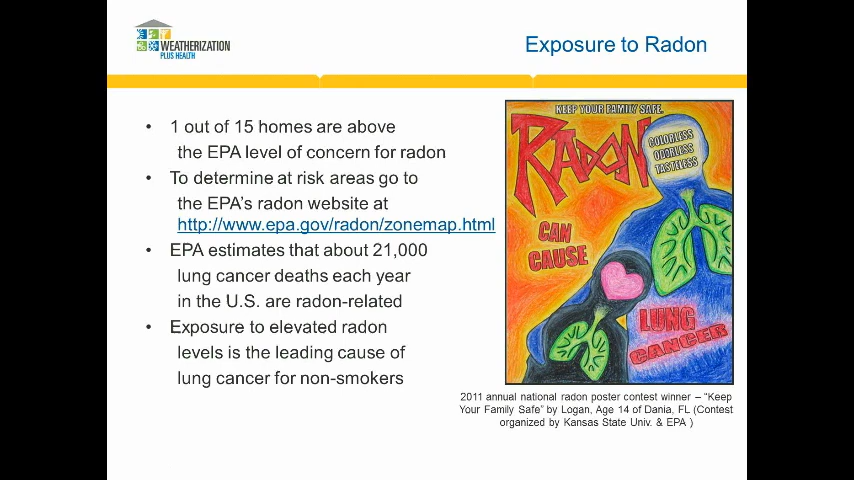 WEATHERIZATION
PLUS HEALTH
Exposure to Radon
• 1 out of 15 homes are above
the EPA level of concern for radon
• To determine at risk areas go to
the EPA's radon website at
http://www.epa.gov/radon/zonemap.html
• EPA estimates that about 21,000
lung cancer deaths each year
in the U.S. are radon-related
• Exposure to elevated radon
levels is the leading cause of
lung cancer for non-smokers
KEEP YOUR FAMILY SAFE.
RADON
COLORLESS
ODORLESS
TASTELESS
CAN
CAUSE
LUNG
CANCER
2011 annual national radon poster contest winner – "Keep
Your Family Safe" by Logan, Age 14 of Dania, FL (Contest
organized by Kansas State Univ. & EPA )